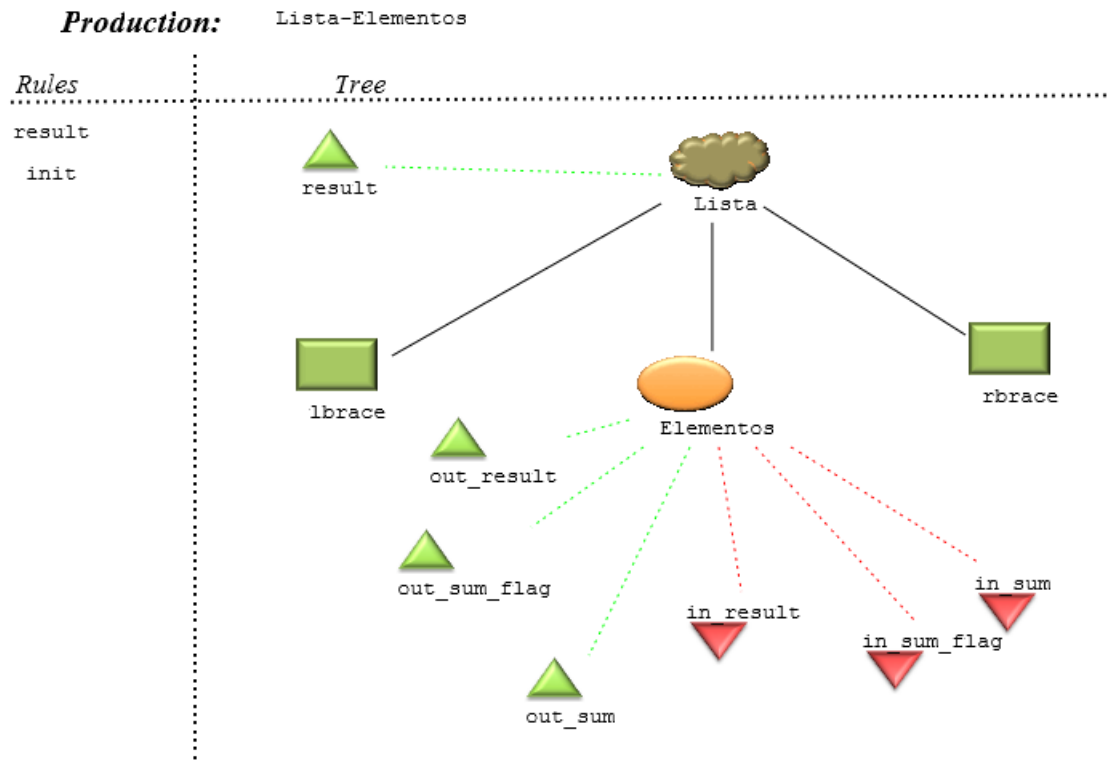 Production: Lista-Elementos
Rules Tree
result
init
result
Lista
lbrace
rbrace
Elementos
out_result
out_sum_flag
in_sum
in_result
in_sum_flag
out_sum